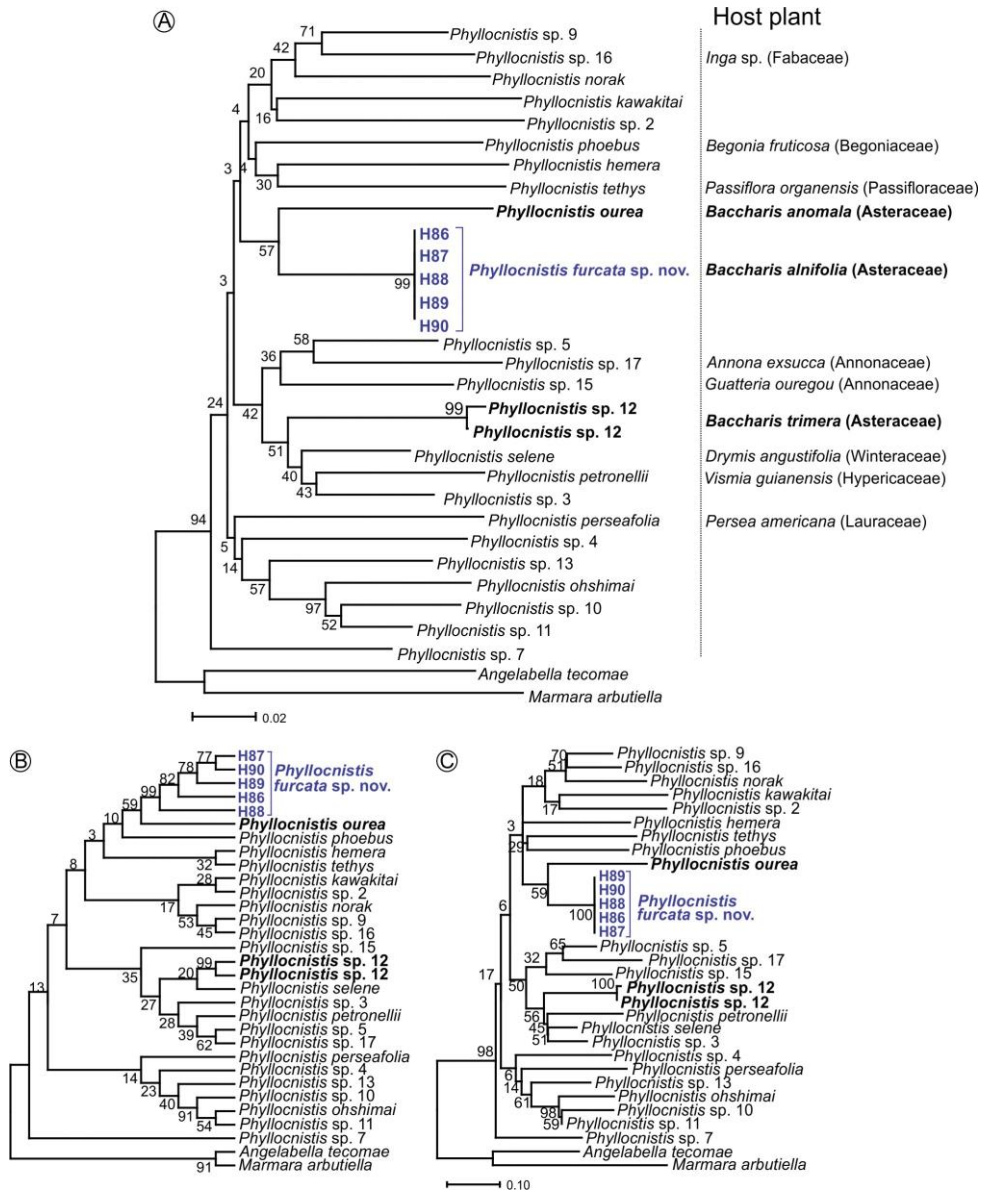 A
Host plant
71
Phyllocnistis sp. 9
42
Phyllocnistis sp. 16
Inga sp. (Fabaceae)
20
Phyllocnistis norak
4
Phyllocnistis kawakitai
16
Phyllocnistis sp. 2
Phyllocnistis phoebus
Begonia fruticosa (Begoniaceae)
3
4
Phyllocnistis hemera
30
Phyllocnistis tethys
Passiflora organensis (Passifloraceae)
Phyllocnistis ourea
Baccharis anomala (Asteraceae)
57
H86
H87
H88
Phyllocnistis furcata sp. nov.
Baccharis alnifolia (Asteraceae)
99
H89
H90
3
58
Phyllocnistis sp. 5
36
Phyllocnistis sp. 17
Annona exsucca (Annonaceae)
Phyllocnistis sp. 15
Guatteria ouregou (Annonaceae)
24
42
99
Phyllocnistis sp. 12
Baccharis trimera (Asteraceae)
Phyllocnistis sp. 12
51
Phyllocnistis selene
Drymis angustifolia (Winteraceae)
40
Phyllocnistis petronellii
Vismia guianensis (Hypericaceae)
43
Phyllocnistis sp. 3
94
Phyllocnistis perseafolia
Persea americana (Lauraceae)
5
Phyllocnistis sp. 4
14
Phyllocnistis sp. 13
57
Phyllocnistis ohshimai
97
Phyllocnistis sp. 10
52
Phyllocnistis sp. 11
Phyllocnistis sp. 7
Angelabella tecomae
Marmara arbutiella
0.02
B
77
H87
78
H90
82
H89
99
H86
59
H88
Phyllocnistis
furcata sp. nov.
10
Phyllocnistis ourea
3
Phyllocnistis phoebus
Phyllocnistis hemera
32
Phyllocnistis tethys
8
28
Phyllocnistis kawakitai
Phyllocnistis sp. 2
17
Phyllocnistis norak
53
Phyllocnistis sp. 9
45
Phyllocnistis sp. 16
7
Phyllocnistis sp. 15
35
99
Phyllocnistis sp. 12
20
Phyllocnistis sp. 12
Phyllocnistis selene
27
Phyllocnistis sp. 3
28
Phyllocnistis petronellii
39
Phyllocnistis sp. 5
62
Phyllocnistis sp. 17
13
Phyllocnistis perseafolia
14
Phyllocnistis sp. 4
23
Phyllocnistis sp. 13
40
Phyllocnistis sp. 10
91
Phyllocnistis ohshimai
54
Phyllocnistis sp. 11
Phyllocnistis sp. 7
Angelabella tecomae
91
Marmara arbutiella
C
70
Phyllocnistis sp. 9
51
Phyllocnistis sp. 16
18
Phyllocnistis norak
Phyllocnistis kawakitai
17
Phyllocnistis sp. 2
3
Phyllocnistis hemera
Phyllocnistis tethys
29
Phyllocnistis phoebus
Phyllocnistis ourea
59
H89
H90
H88
H86
H87
100
Phyllocnistis
furcata sp. nov.
6
65
Phyllocnistis sp. 5
32
Phyllocnistis sp. 17
Phyllocnistis sp. 15
17
50
100
Phyllocnistis sp. 12
Phyllocnistis sp. 12
56
Phyllocnistis petronellii
45
Phyllocnistis selene
51
Phyllocnistis sp. 3
98
Phyllocnistis sp. 4
6
Phyllocnistis perseafolia
14
Phyllocnistis sp. 13
61
Phyllocnistis ohshimai
98
Phyllocnistis sp. 10
59
Phyllocnistis sp. 11
Phyllocnistis sp. 7
Angelabella tecomae
Marmara arbutiella
0.10